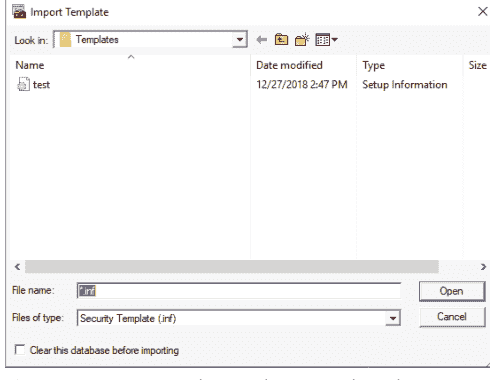 Import Template
Look in: Templates
Name Date modified Type Size
test 12/27/2018 2:47 PM Setup Information
File name: *.inf
Open
Files of type: Security Template (.inf)
Cancel
Clear this database before importing